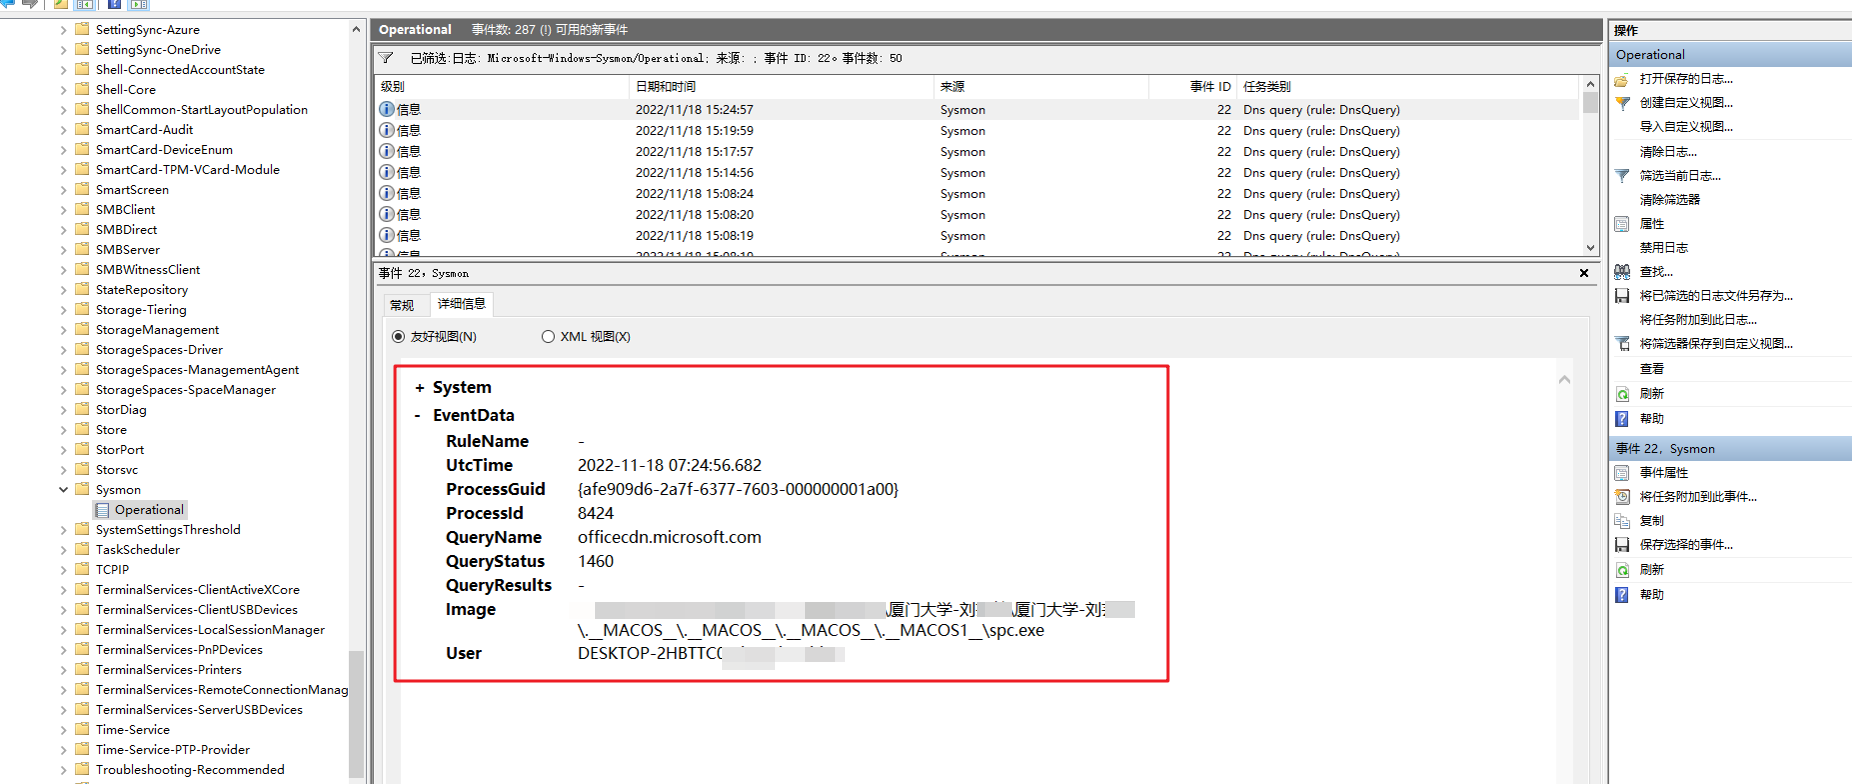 SettingSync-Azure
SettingSync-OneDrive
Shell-ConnectedAccountState
Shell-Core
ShellCommon-StartLayoutPopulation
SmartCard-Audit
SmartCard-DeviceEnum
SmartCard-TPM-VCard-Module
SmartScreen
SMBClient
SMBDirect
SMBServer
SMBWitnessClient
StateRepository
Storage-Tiering
StorageManagement
StorageSpaces-Driver
StorageSpaces-ManagementAgent
StorageSpaces-SpaceManager
StorDiag
Store
StorPort
Storsvc
Sysmon
Operational
SystemSettingsThreshold
TaskScheduler
TCPIP
TerminalServices-ClientActiveXCore
TerminalServices-ClientUSBDevices
TerminalServices-LocalSessionManager
TerminalServices-PnPDevices
TerminalServices-Printers
TerminalServices-RemoteConnectionManag
TerminalServices-ServerUSBDevices
Time-Service
Time-Service-PTP-Provider
Troubleshooting-Recommended
Operational 事件数: 287 (!) 可用的新事件
已筛选:日志: Microsoft-Windows-Sysmon/Operational; 来源: ; 事件 ID: 22。事件数: 50
级别 日期和时间 来源 事件 ID 任务类别
信息 2022/11/18 15:24:57 Sysmon 22 Dns query (rule: DnsQuery)
信息 2022/11/18 15:19:59 Sysmon 22 Dns query (rule: DnsQuery)
信息 2022/11/18 15:17:57 Sysmon 22 Dns query (rule: DnsQuery)
信息 2022/11/18 15:14:56 Sysmon 22 Dns query (rule: DnsQuery)
信息 2022/11/18 15:08:24 Sysmon 22 Dns query (rule: DnsQuery)
信息 2022/11/18 15:08:20 Sysmon 22 Dns query (rule: DnsQuery)
信息 2022/11/18 15:08:19 Sysmon 22 Dns query (rule: DnsQuery)
事件 22，Sysmon
常规 详细信息
友好视图(N) XML 视图(X)
+ System
- EventData
RuleName -
UtcTime 2022-11-18 07:24:56.682
ProcessGuid {afe909d6-2a7f-6377-7603-000000001a00}
ProcessId 8424
QueryName officecdn.microsoft.com
QueryStatus 1460
QueryResults -
Image \厦门大学-刘 \厦门大学-刘
\.__MACOS__\.__MACOS__\.__MACOS__\.__MACOS1__\spc.exe
User DESKTOP-2HBTTC
操作
Operational
打开保存的日志...
创建自定义视图...
导入自定义视图...
清除日志...
筛选当前日志...
清除筛选器
属性
禁用日志
查找...
将已筛选的日志文件另存为...
将任务附加到此日志...
将筛选器保存到自定义视图...
查看
刷新
帮助
事件 22，Sysmon
事件属性
将任务附加到此事件...
复制
保存选择的事件...
刷新
帮助